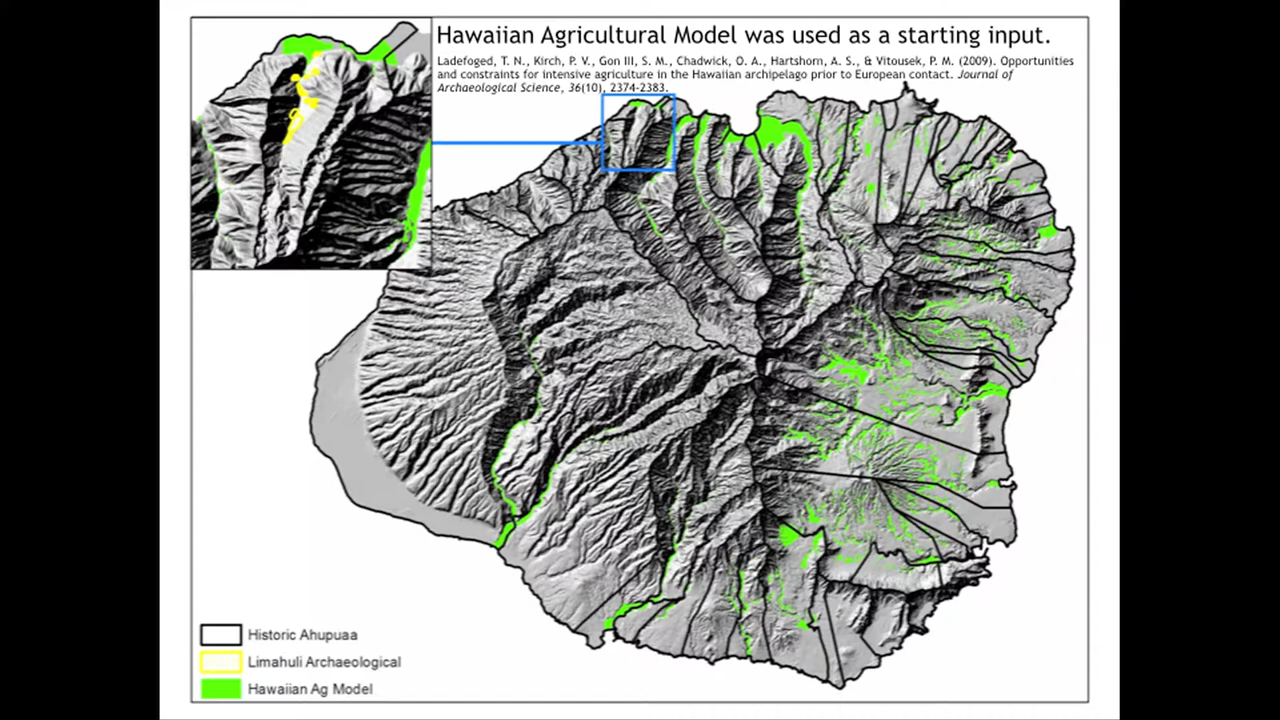 Hawaiian Agricultural Model was used as a starting input.
Ladefoged, T. N., Kirch, P. V., Gon III, S. M., Chadwick, O. A., Hartshorn, A. S., & Vitousek, P. M. (2009). Opportunities
and constraints for intensive agriculture in the Hawaiian archipelago prior to European contact. Journal of
Archaeological Science, 36(10), 2374-2383.
Historic Ahupuaa
Limahuli Archaeological
Hawaiian Ag Model